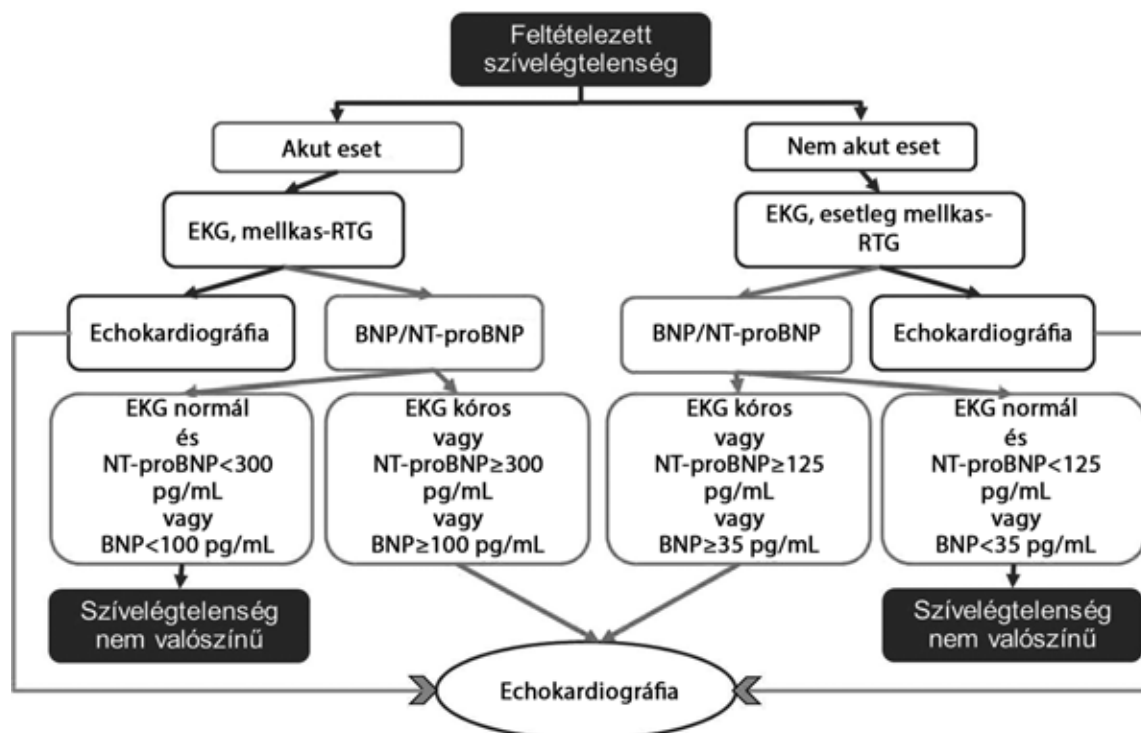 Feltételezett
szívelégtelenség
Akut eset
Nem akut eset
EKG, mellkas-RTG
EKG, esetleg mellkas-
RTG
Echokardiográfia
BNP/NT-proBNP
BNP/NT-proBNP
Echokardiográfia
EKG normál
és
NT-proBNP<300
pg/mL
vagy
BNP<100 pg/mL
EKG kóros
vagy
NT-proBNP≥300
pg/mL
vagy
BNP≥100 pg/mL
EKG kóros
vagy
NT-proBNP≥125
pg/mL
vagy
BNP≥35 pg/mL
EKG normál
és
NT-proBNP<125
pg/mL
vagy
BNP<35 pg/mL
Szívelégtelenség
nem valószínű
Szívelégtelenség
nem valószínű
Echokardiográfia